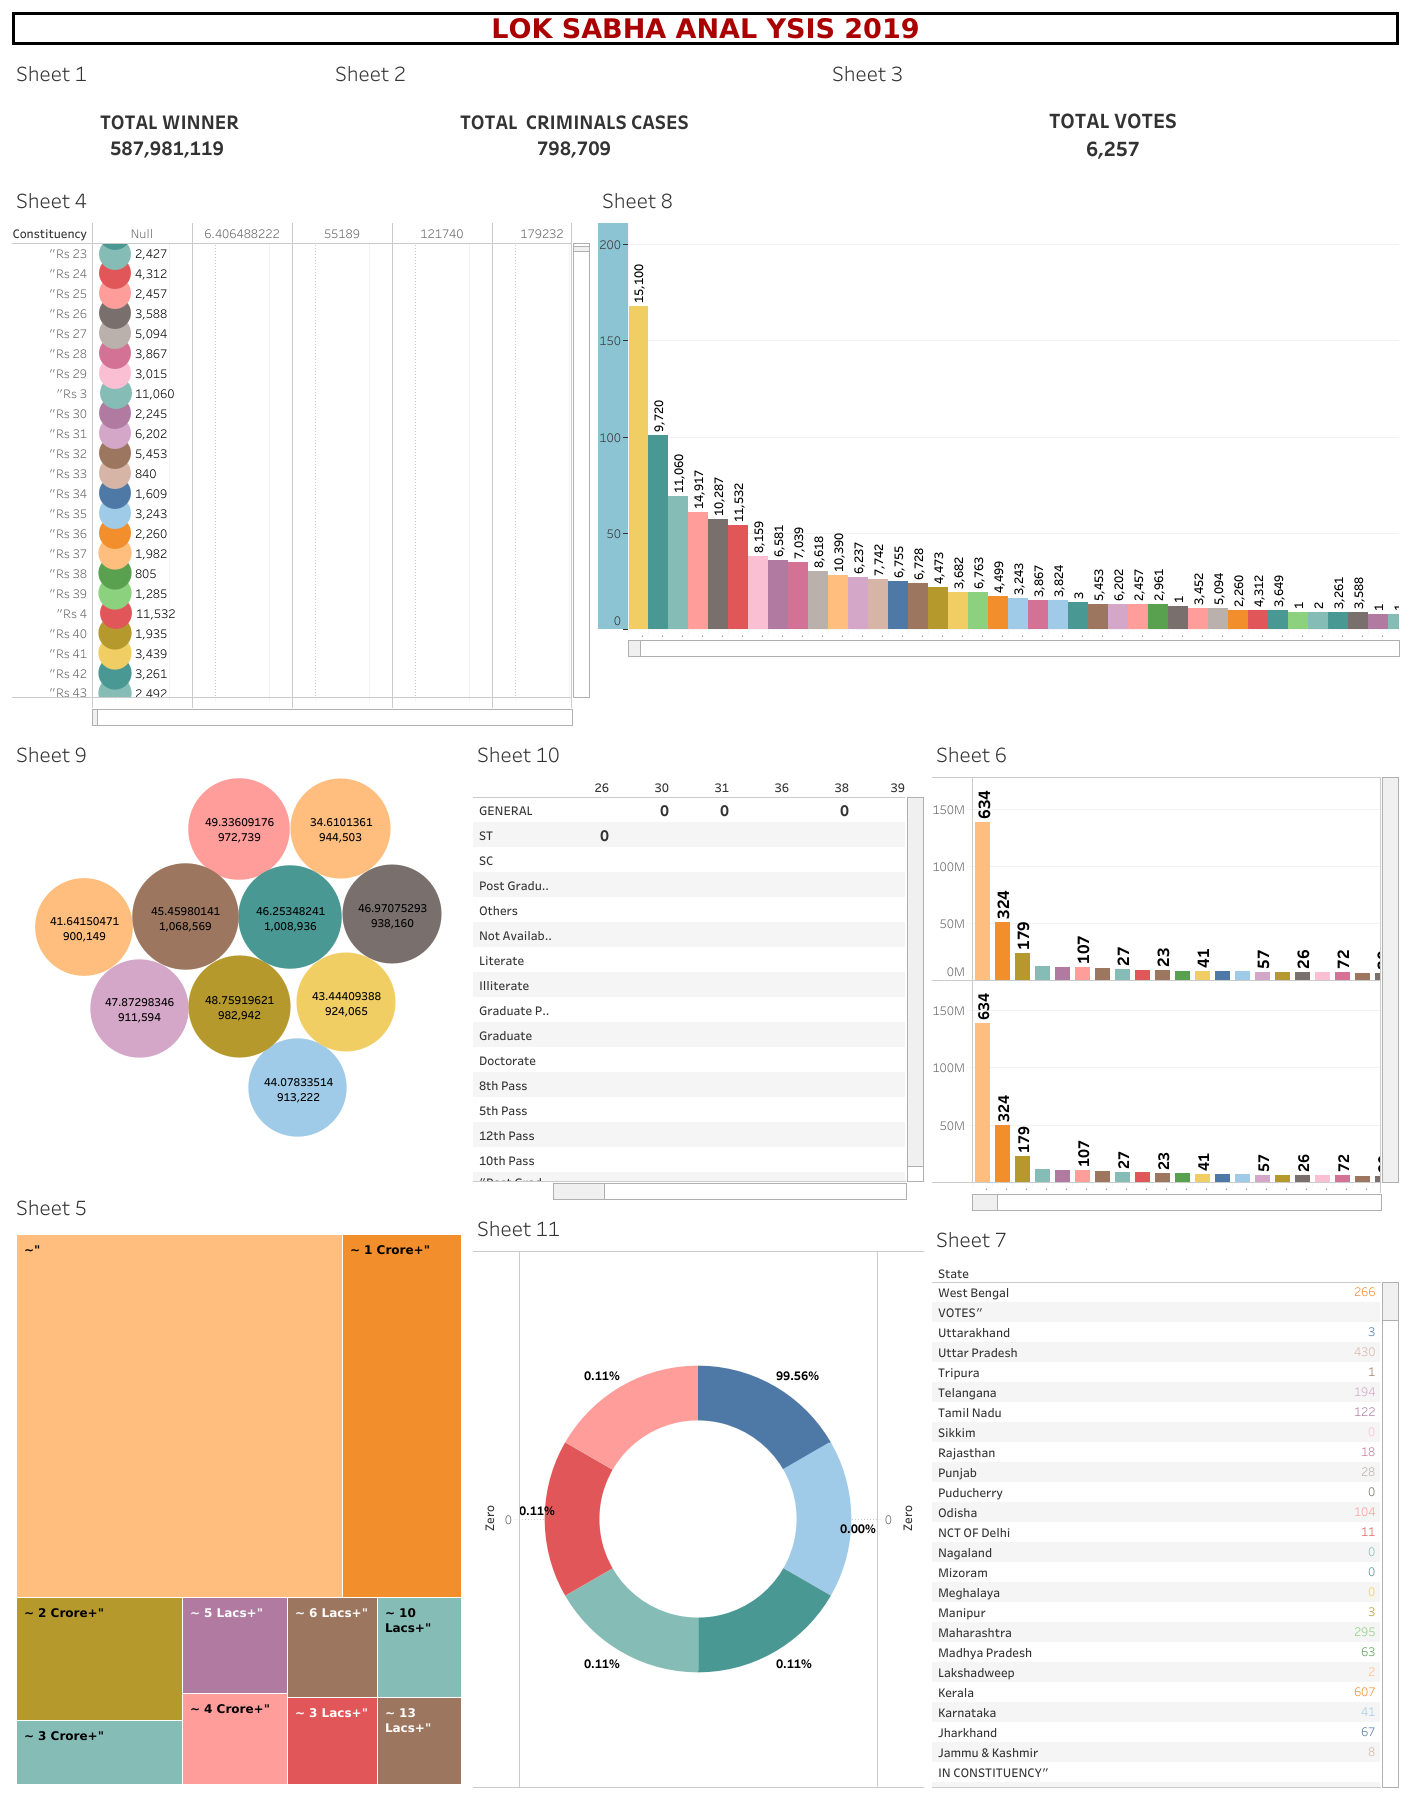 LOK SABHA ANAL YSIS 2019
Sheet 1
Sheet 2
Sheet 3
TOTAL WINNER
587,981,119
TOTAL  CRIMINALS CASES
798,709
TOTAL VOTES
6,257
Sheet 4
Constituency Null 6.406488222 55189 121740 179232
"Rs 23 2,427
"Rs 24 4,312
"Rs 25 2,457
"Rs 26 3,588
"Rs 27 5,094
"Rs 28 3,867
"Rs 29 3,015
"Rs 3 11,060
"Rs 30 2,245
"Rs 31 6,202
"Rs 32 5,453
"Rs 33 840
"Rs 34 1,609
"Rs 35 3,243
"Rs 36 2,260
"Rs 37 1,982
"Rs 38 805
"Rs 39 1,285
"Rs 4 11,532
"Rs 40 1,935
"Rs 41 3,439
"Rs 42 3,261
"Rs 43 2,492
Sheet 8
200
150
100
50
0
15,100
9,720
11,060
14,917
10,287
11,532
8,159
6,581
7,039
8,618
10,390
6,237
7,742
6,755
6,728
4,473
3,682
6,763
4,499
3,243
3,867
3,824
3
5,453
6,202
2,457
2,961
1
3,452
5,094
2,260
4,312
3,649
1
2
3,261
3,588
1
Sheet 9
49.33609176
972,739
34.6101361
944,503
41.64150471
900,149
45.45980141
1,068,569
46.25348241
1,008,936
46.97075293
938,160
47.87298346
911,594
48.75919621
982,942
43.44409388
924,065
44.07833514
913,222
Sheet 10
26 30 31 36 38 39
GENERAL 0 0 0
ST 0
SC
Post Gradu..
Others
Not Availab..
Literate
Illiterate
Graduate P..
Graduate
Doctorate
8th Pass
5th Pass
12th Pass
10th Pass
Sheet 6
150M
100M
50M
0M
634
324
179
107
27
23
41
57
26
72
150M
100M
50M
634
324
179
107
27
23
41
57
26
72
Sheet 5
~"
~ 1 Crore+"
~ 2 Crore+"
~ 3 Crore+"
~ 5 Lacs+"
~ 4 Crore+"
~ 6 Lacs+"
~ 3 Lacs+"
~ 10
Lacs+"
~ 13
Lacs+"
Sheet 11
0.11%
99.56%
0.11%
0.00%
0.11%
0.11%
Zero
0
0
Zero
Sheet 7
State
West Bengal 266
VOTES"
Uttarakhand 3
Uttar Pradesh 430
Tripura 1
Telangana 194
Tamil Nadu 122
Sikkim 0
Rajasthan 18
Punjab 28
Puducherry 0
Odisha 104
NCT OF Delhi 11
Nagaland 0
Mizoram 0
Meghalaya 0
Manipur 3
Maharashtra 295
Madhya Pradesh 63
Lakshadweep 2
Kerala 607
Karnataka 41
Jharkhand 67
Jammu & Kashmir 8
IN CONSTITUENCY"